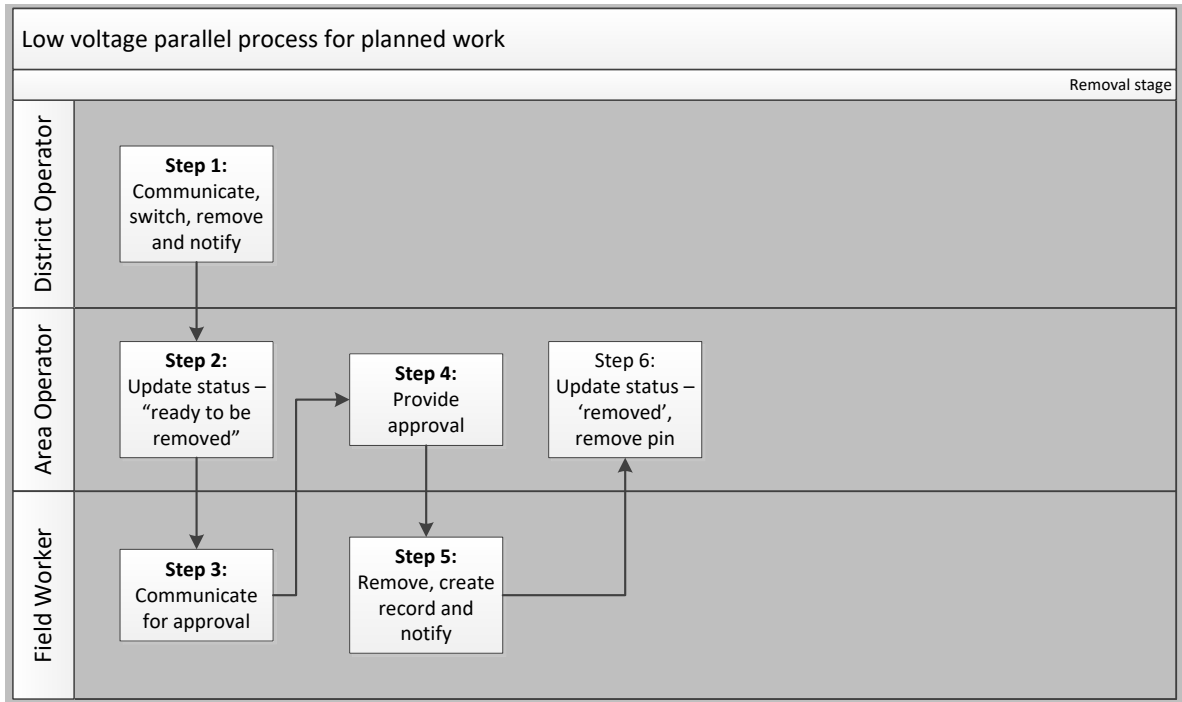 Low voltage parallel process for planned work
Removal stage
District Operator
Step 1:
Communicate,
switch, remove
and notify
Area Operator
Step 2:
Update status –
“ready to be
removed”
Step 4:
Provide
approval
Step 6:
Update status –
‘removed’,
remove pin
Field Worker
Step 3:
Communicate
for approval
Step 5:
Remove, create
record and
notify